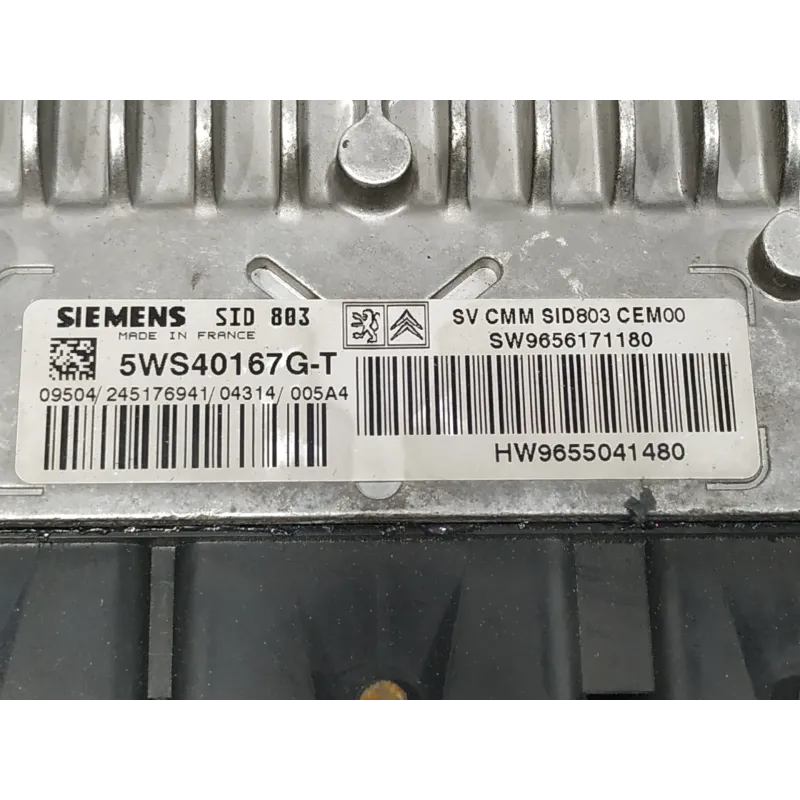 SIEMENS SID 803
MADE IN FRANCE
5WS40167G-T
09504/245176941/04314/005A4
SV CMM SID803 CEM00
SW9656171180
HW9655041480